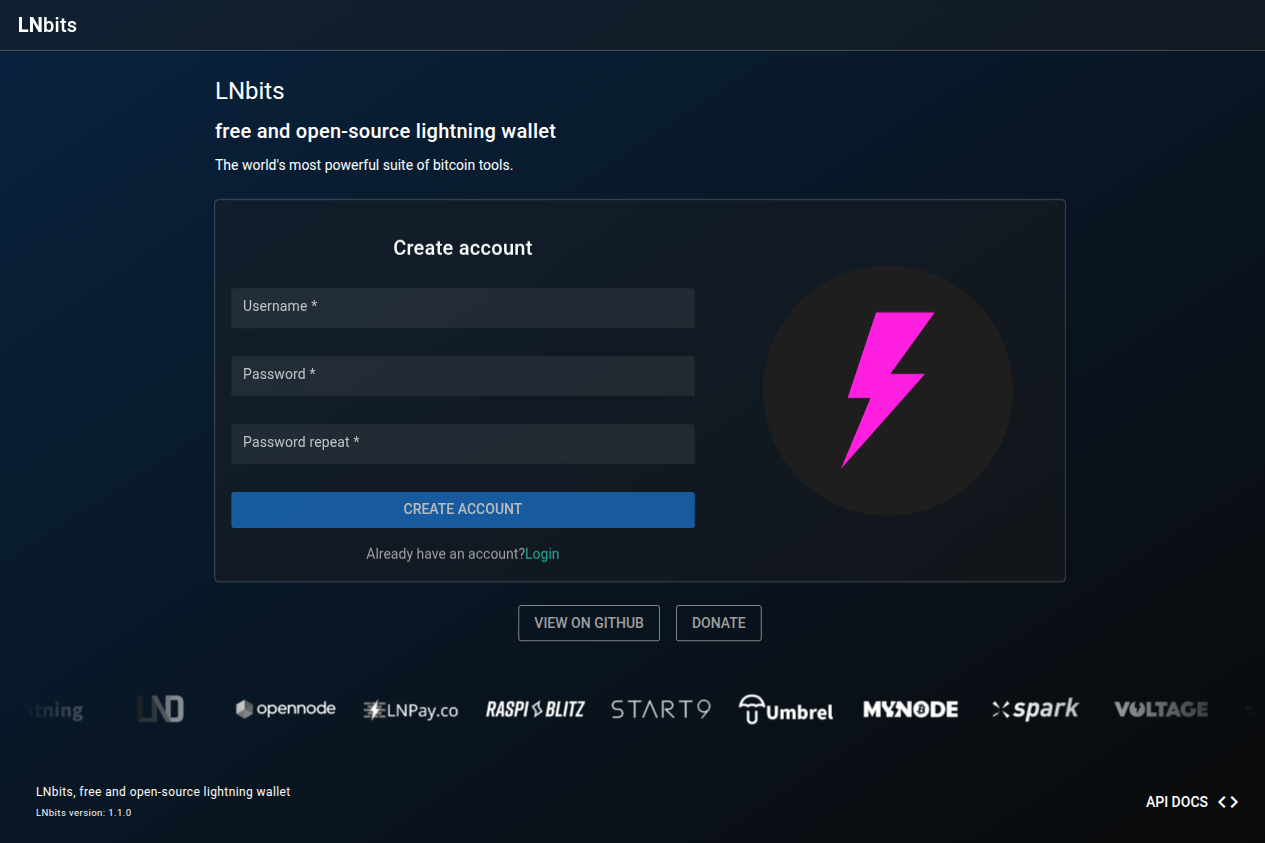 LNbits
LNbits
free and open-source lightning wallet
The world's most powerful suite of bitcoin tools.
Create account
Username *
Password *
Password repeat *
CREATE ACCOUNT
Already have an account?Login
VIEW ON GITHUB
DONATE
tning LND opennode LNPay.co RASPIBLITZ START9 Umbrel MYNODE spark VOLTAGE
LNbits, free and open-source lightning wallet
LNbits version: 1.1.0
API DOCS